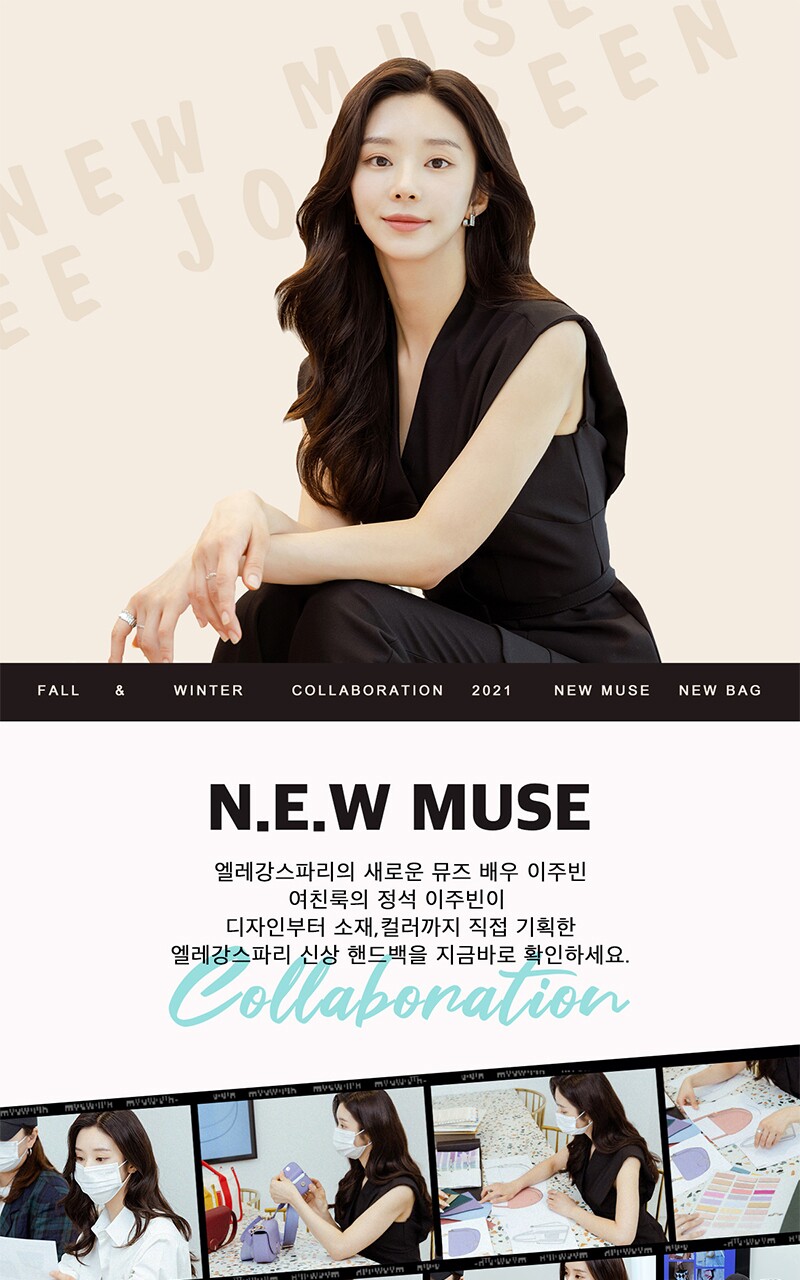 NEW MUSE
EE JO BEEN
FALL & WINTER COLLABORATION 2021 NEW MUSE NEW BAG
N.E.W MUSE
엘레강스파리의 새로운 뮤즈 배우 이주빈
여친룩의 정석 이주빈이
디자인부터 소재,컬러까지 직접 기획한
엘레강스파리 신상 핸드백을 지금바로 확인하세요.
Collaboration